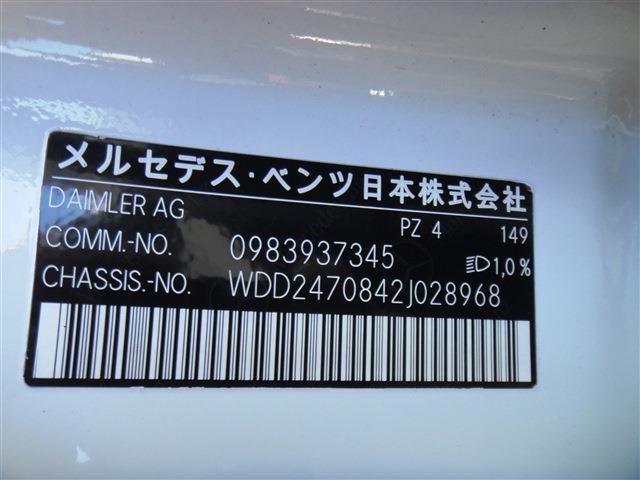 メルセデス・ベンツ日本株式会社
DAIMLER AG PZ 4 149
COMM.-NO. 0983937345 1,0%
CHASSIS.-NO. WDD2470842J028968